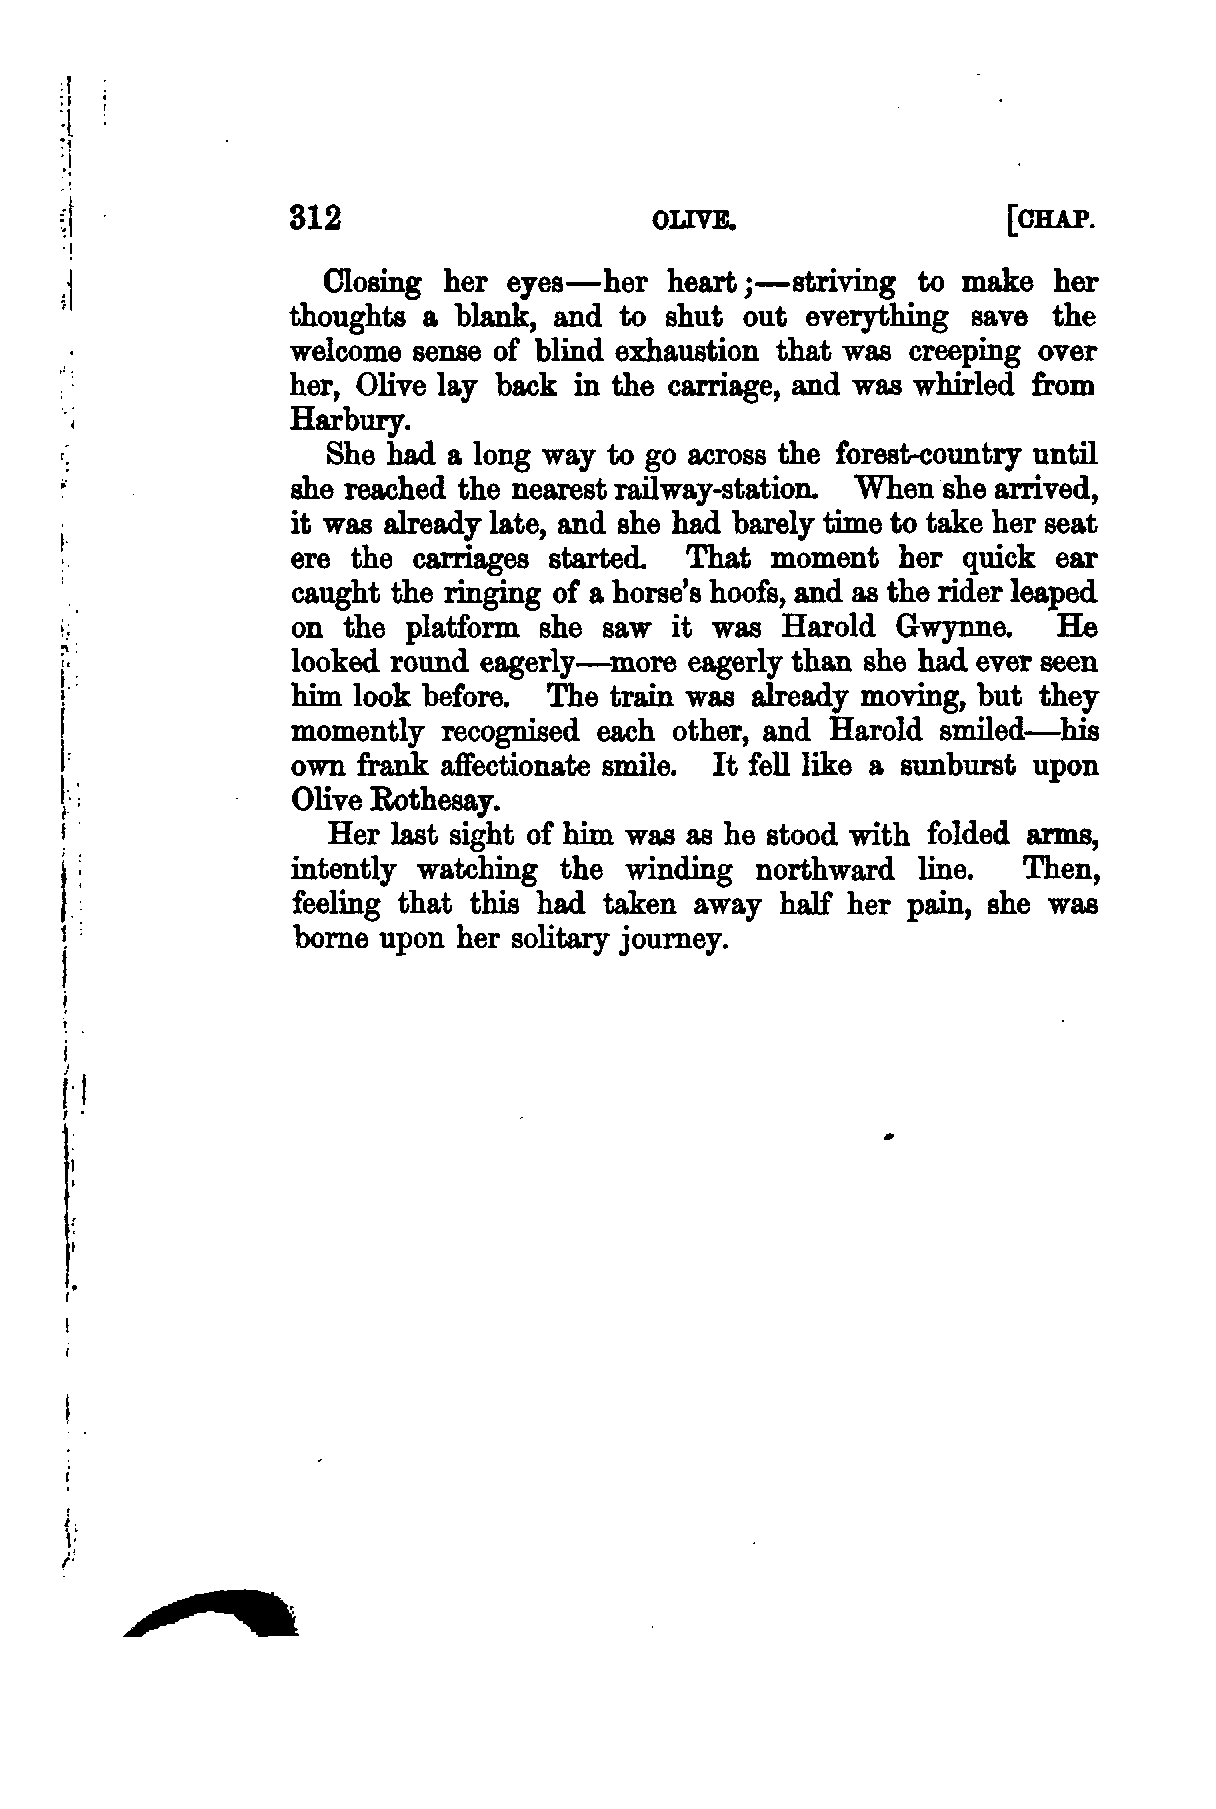 312 OLIVE. [CHAP.
Closing her eyes—her heart;—striving to make her
thoughts a blank, and to shut out everything save the
welcome sense of blind exhaustion that was creeping over
her, Olive lay back in the carriage, and was whirled from
Harbury.
She had a long way to go across the forest-country until
she reached the nearest railway-station. When she arrived,
it was already late, and she had barely time to take her seat
ere the carriages started. That moment her quick ear
caught the ringing of a horse's hoofs, and as the rider leaped
on the platform she saw it was Harold Gwynne. He
looked round eagerly—more eagerly than she had ever seen
him look before. The train was already moving, but they
momently recognised each other, and Harold smiled—his
own frank affectionate smile. It fell like a sunburst upon
Olive Rothesay.
Her last sight of him was as he stood with folded arms,
intently watching the winding northward line. Then,
feeling that this had taken away half her pain, she was
borne upon her solitary journey.